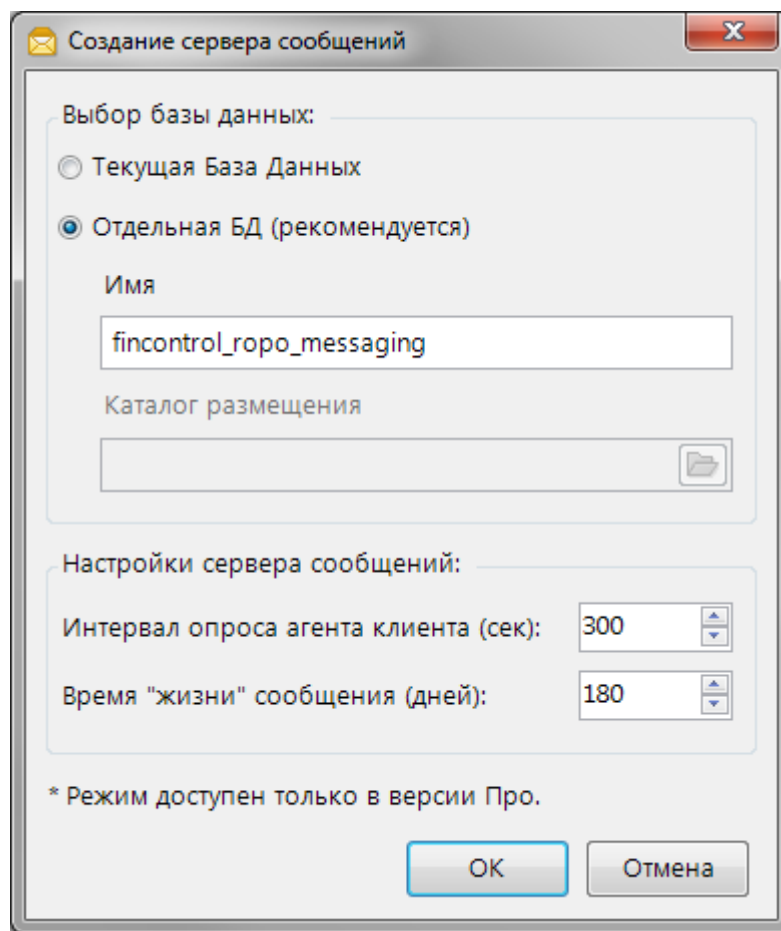 Создание сервера сообщений
Выбор базы данных:
Текущая База Данных
Отдельная БД (рекомендуется)
Имя
fincontrol_ropo_messaging
Каталог размещения
Настройки сервера сообщений:
Интервал опроса агента клиента (сек): 300
Время "жизни" сообщения (дней): 180
* Режим доступен только в версии Про.
ОК Отмена